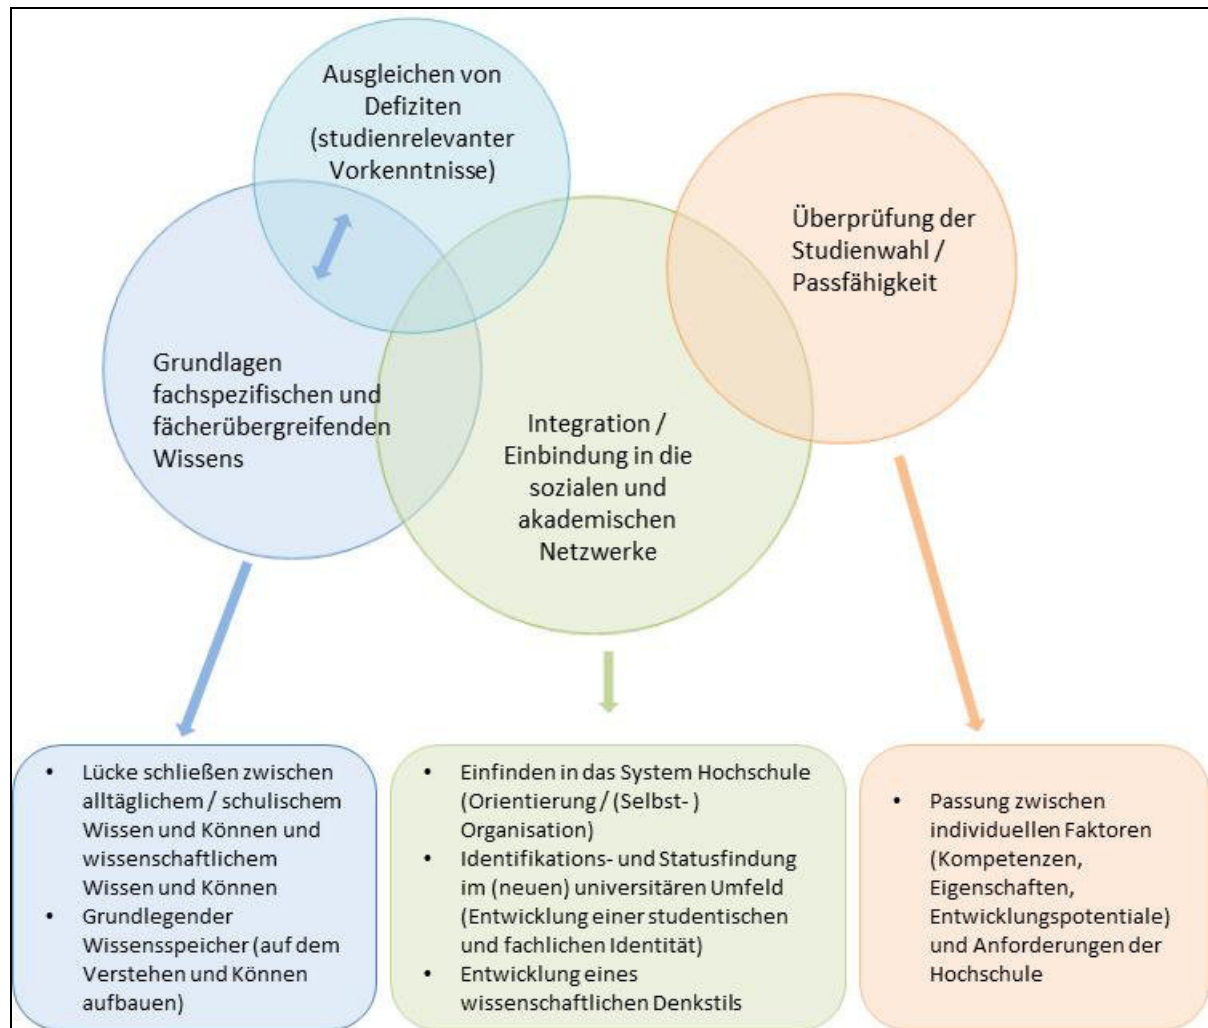 Ausgleichen von
Defiziten
(studienrelevanter
Vorkenntnisse)
Überprüfung der
Studienwahl /
Passfähigkeit
Grundlagen
fachspezifischen und
fächerübergreifenden
Wissens
Integration /
Einbindung in die
sozialen und
akademischen
Netzwerke
• Lücke schließen zwischen
alltäglichem / schulischem
Wissen und Können und
wissenschaftlichem
Wissen und Können
• Grundlegender
Wissensspeicher (auf dem
Verstehen und Können
aufbauen)
• Einfinden in das System Hochschule
(Orientierung / (Selbst- )
Organisation)
• Identifikations- und Statusfindung
im (neuen) universitären Umfeld
(Entwicklung einer studentischen
und fachlichen Identität)
• Entwicklung eines
wissenschaftlichen Denkstils
• Passung zwischen
individuellen Faktoren
(Kompetenzen,
Eigenschaften,
Entwicklungspotentiale)
und Anforderungen der
Hochschule